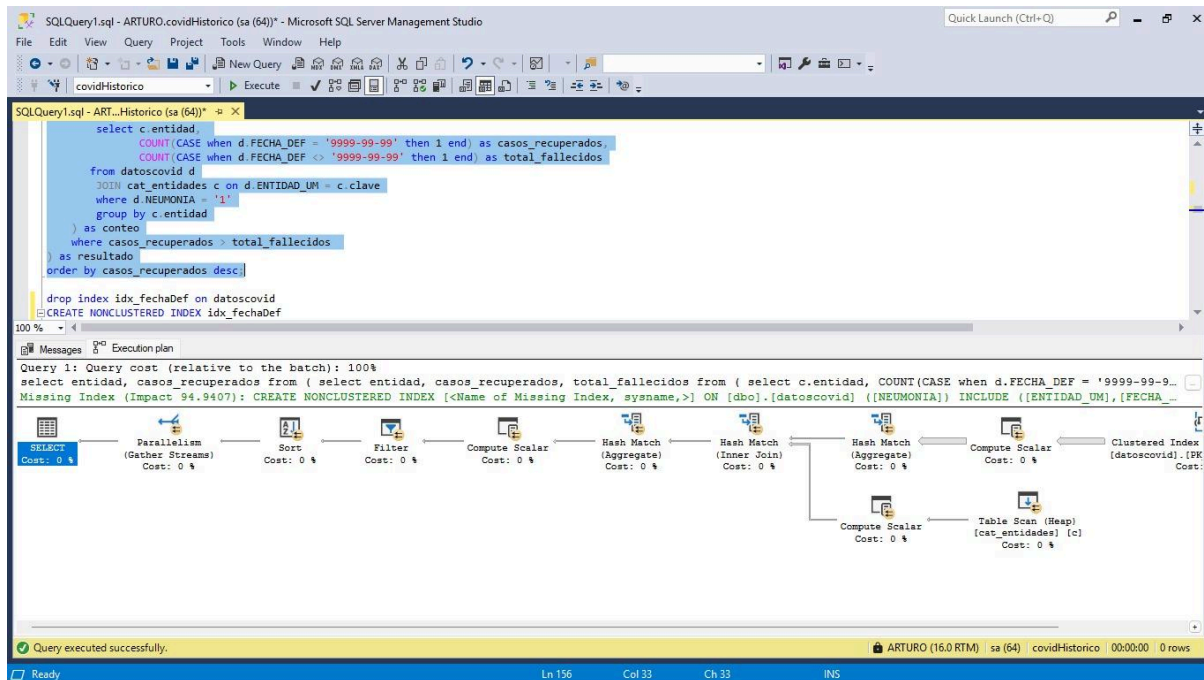 SQLQuery1.sql - ARTURO.covidHistorico (sa (64))* - Microsoft SQL Server Management Studio
Quick Launch (Ctrl+Q)
File Edit View Query Project Tools Window Help
New Query
covidHistorico
Execute
SQLQuery1.sql - ART...Historico (sa (64))*
select c.entidad,
COUNT(CASE when d.FECHA_DEF = '9999-99-99' then 1 end) as casos_recuperados,
COUNT(CASE when d.FECHA_DEF <> '9999-99-99' then 1 end) as total_fallecidos
from datoscovid d
JOIN cat_entidades c on d.ENTIDAD_UM = c.clave
where d.NEUMONIA = '1'
group by c.entidad
) as conteo
where casos_recuperados > total_fallecidos
) as resultado
order by casos_recuperados desc;
drop index idx_fechaDef on datoscovid
CREATE NONCLUSTERED INDEX idx_fechaDef
100 %
Messages Execution plan
Query 1: Query cost (relative to the batch): 100%
select entidad, casos_recuperados from ( select entidad, casos_recuperados, total_fallecidos from ( select c.entidad, COUNT(CASE when d.FECHA_DEF = '9999-99-9…
Missing Index (Impact 94.9407): CREATE NONCLUSTERED INDEX [<Name of Missing Index, sysname,>] ON [dbo].[datoscovid] ([NEUMONIA]) INCLUDE ([ENTIDAD_UM],[FECHA_…
SELECT
Cost: 0 %
Parallelism
(Gather Streams)
Cost: 0 %
Sort
Cost: 0 %
Filter
Cost: 0 %
Compute Scalar
Cost: 0 %
Hash Match
(Aggregate)
Cost: 0 %
Hash Match
(Inner Join)
Cost: 0 %
Hash Match
(Aggregate)
Cost: 0 %
Compute Scalar
Cost: 0 %
Clustered Index
[datoscovid].[PK
Cost:
Compute Scalar
Cost: 0 %
Table Scan (Heap)
[cat_entidades] [c]
Cost: 0 %
Query executed successfully.
ARTURO (16.0 RTM) sa (64) covidHistorico 00:00:00 0 rows
Ready Ln 156 Col 33 Ch 33 INS